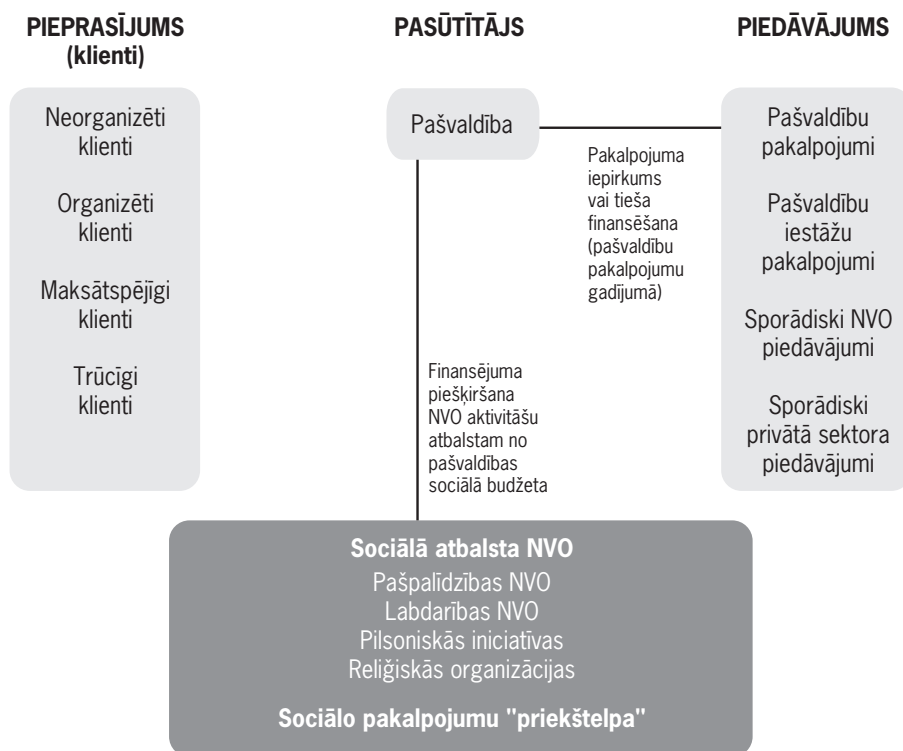 PIEPRASĪJUMS
(klienti)
Neorganizēti
klienti
Organizēti
klienti
Maksātspējīgi
klienti
Trūcīgi
klienti
PASŪTĪTĀJS
Pašvaldība
Pakalpojuma
iepirkums
vai tieša
finansēšana
(pašvaldību
pakalpojumu
gadījumā)
Finansējuma
piešķiršana
NVO aktivitāšu
atbalstam no
pašvaldības
sociālā budžeta
PIEDĀVĀJUMS
Pašvaldību
pakalpojumi
Pašvaldību
iestāžu
pakalpojumi
Sporādiski NVO
piedāvājumi
Sporādiski
privātā sektora
piedāvājumi
Sociālā atbalsta NVO
Pašpalīdzības NVO
Labdarības NVO
Pilsoniskās iniciatīvas
Reliģiskās organizācijas
Sociālo pakalpojumu "priekštelpa"